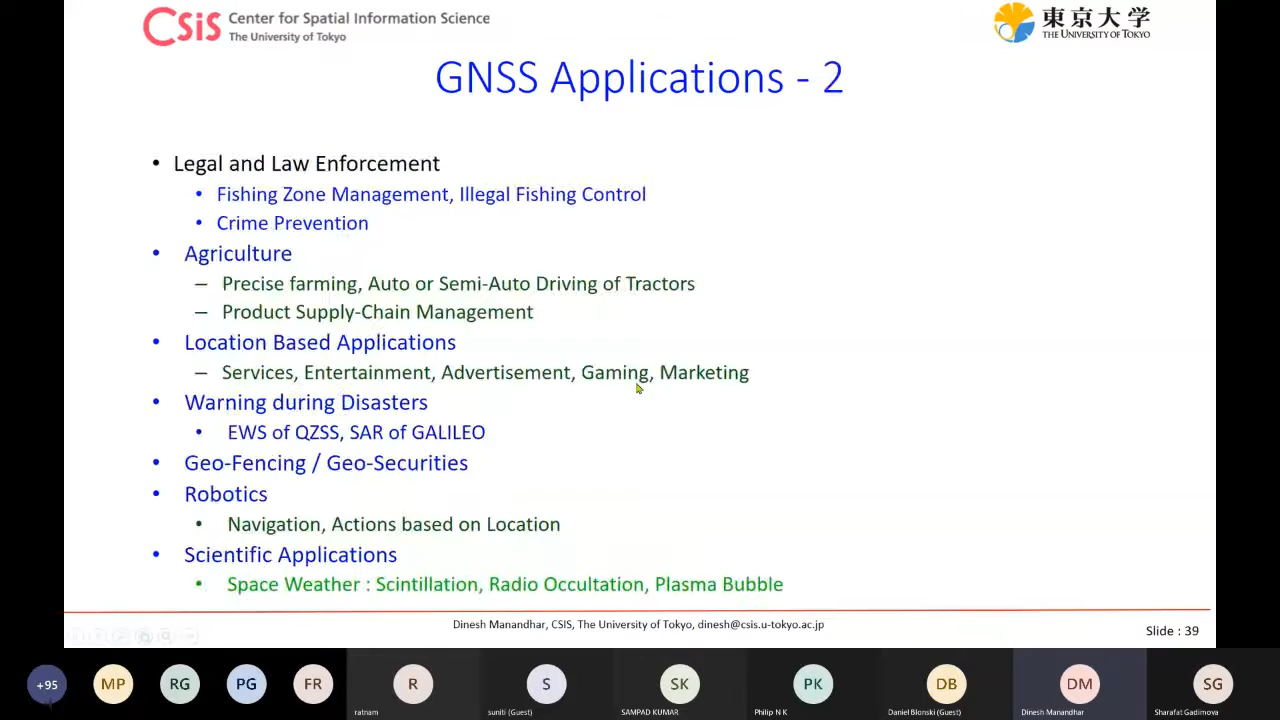 CSiS Center for Spatial Information Science
The University of Tokyo
東京大学
THE UNIVERSITY OF TOKYO
GNSS Applications - 2
• Legal and Law Enforcement
• Fishing Zone Management, Illegal Fishing Control
• Crime Prevention
• Agriculture
– Precise farming, Auto or Semi-Auto Driving of Tractors
– Product Supply-Chain Management
• Location Based Applications
– Services, Entertainment, Advertisement, Gaming, Marketing
• Warning during Disasters
• EWS of QZSS, SAR of GALILEO
• Geo-Fencing / Geo-Securities
• Robotics
• Navigation, Actions based on Location
• Scientific Applications
• Space Weather : Scintillation, Radio Occultation, Plasma Bubble
Dinesh Manandhar, CSIS, The University of Tokyo, dinesh@csis.u-tokyo.ac.jp
Slide : 39
+95 MP RG PG FR R S SK PK DB DM SG
ratnam suniti (Guest) SAMPAD KUMAR Philip N K Daniel Blonski (Guest) Dinesh Manandhar Sharafat Gadimova